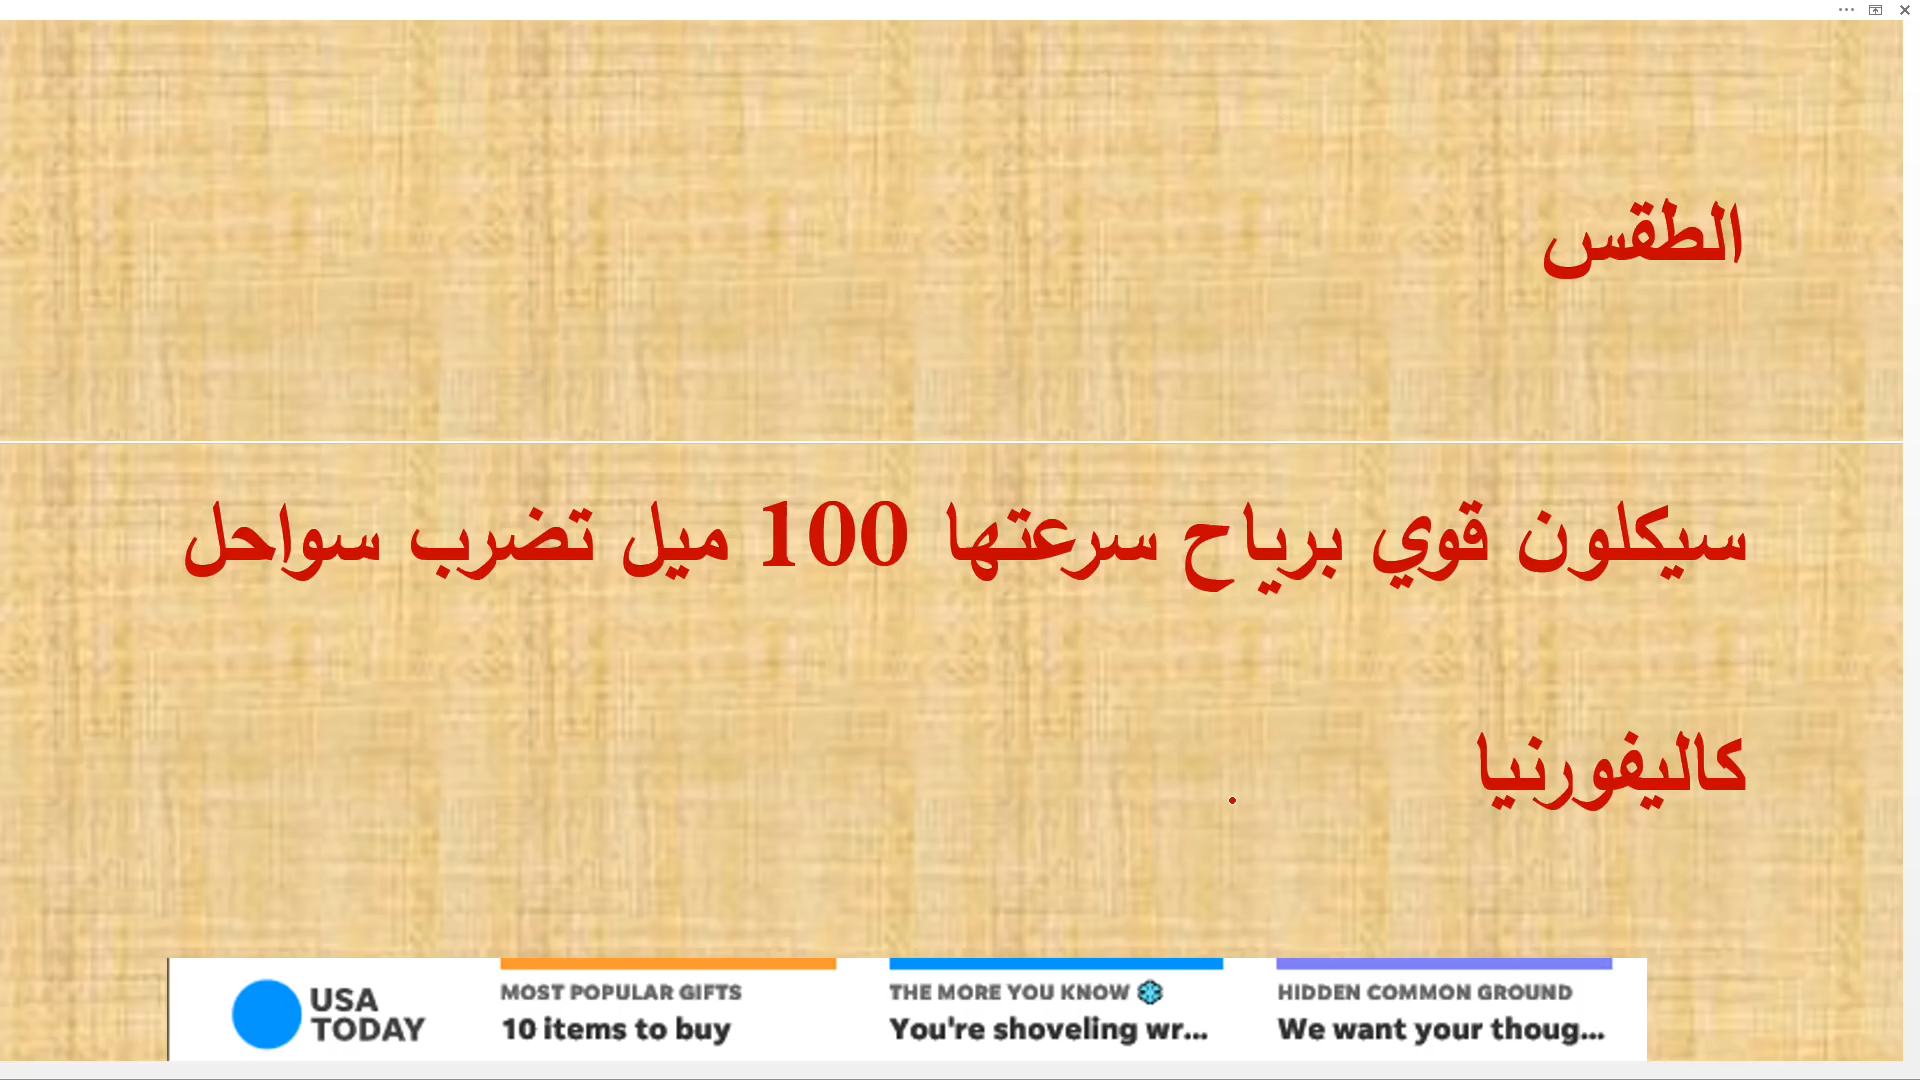 الطقس
سيكلون قوي برياح سرعتها 100 ميل تضرب سواحل
كاليفورنيا
USA TODAY
MOST POPULAR GIFTS
10 items to buy
THE MORE YOU KNOW
You're shoveling wr...
HIDDEN COMMON GROUND
We want your thoug...